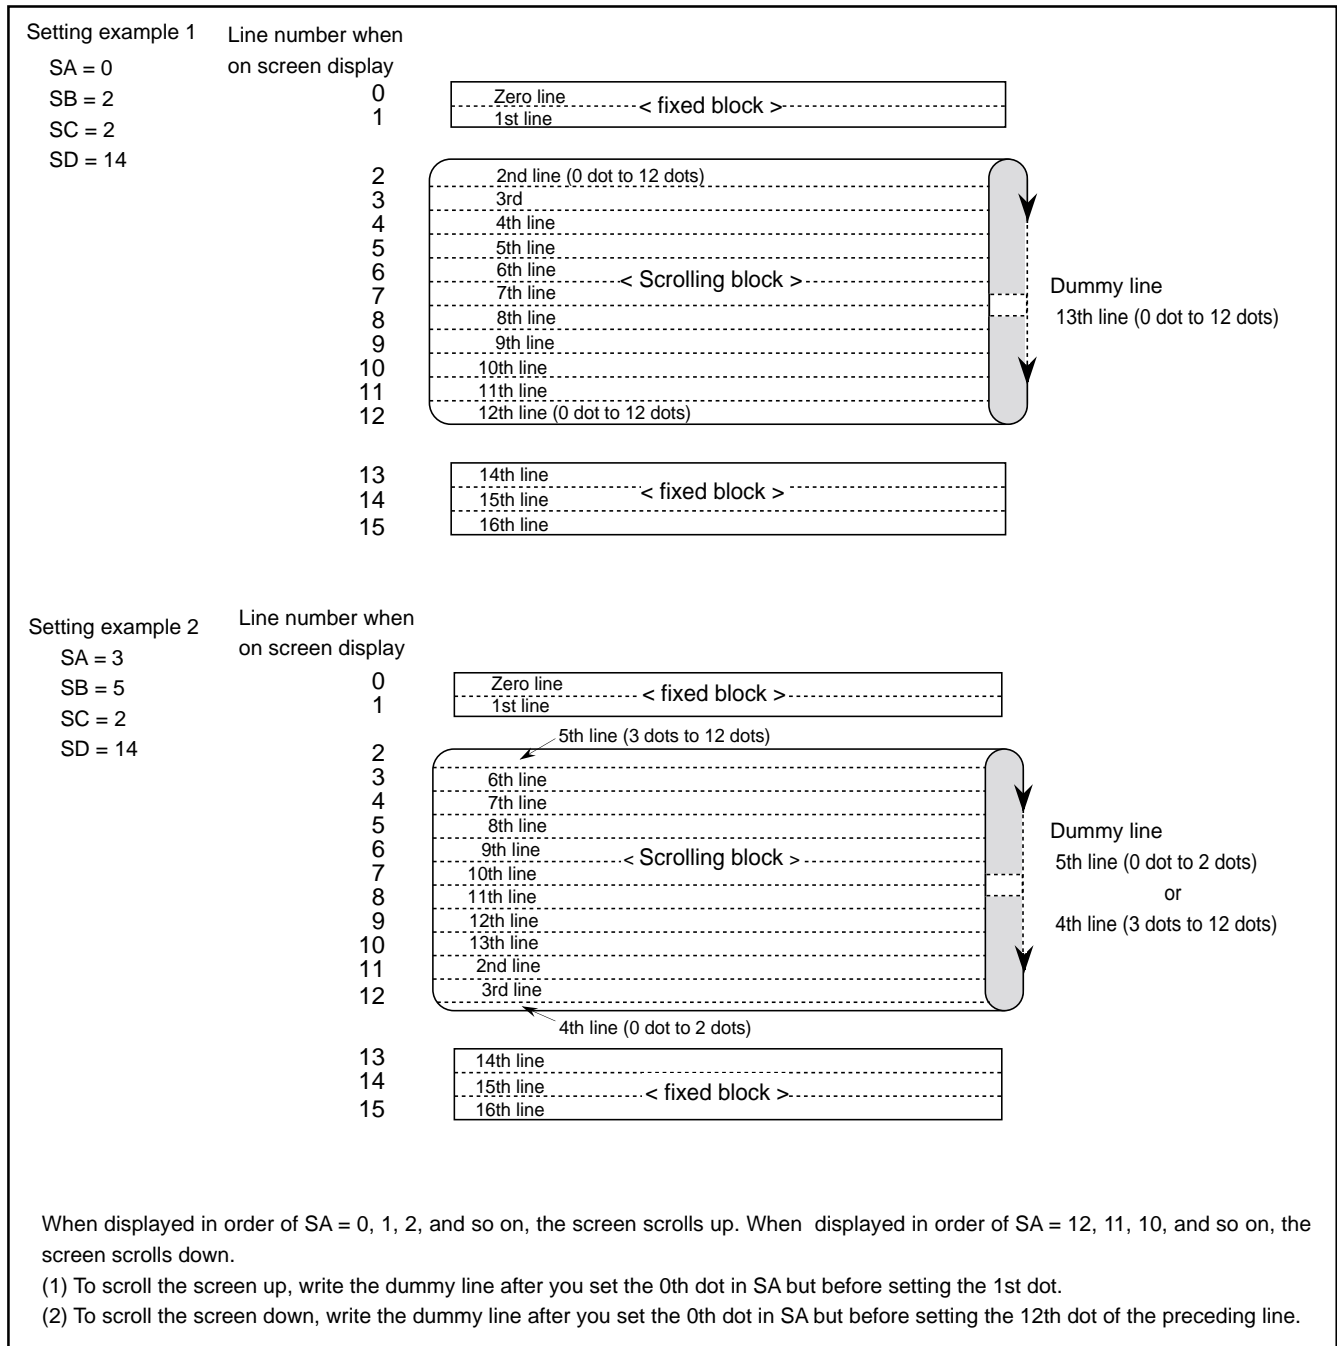 Setting example 1
SA = 0
SB = 2
SC = 2
SD = 14
Line number when
on screen display
0 Zero line
< fixed block >
1 1st line
2 2nd line (0 dot to 12 dots)
3 3rd
4 4th line
5 5th line
6 6th line
< Scrolling block >
7 7th line
8 8th line
9 9th line
10 10th line
11 11th line
12 12th line (0 dot to 12 dots)
Dummy line
13th line (0 dot to 12 dots)
13 14th line
< fixed block >
14 15th line
15 16th line
Setting example 2
SA = 3
SB = 5
SC = 2
SD = 14
Line number when
on screen display
0 Zero line
< fixed block >
1 1st line
5th line (3 dots to 12 dots)
2
3 6th line
4 7th line
5 8th line
6 9th line
< Scrolling block >
7 10th line
8 11th line
9 12th line
10 13th line
11 2nd line
12 3rd line
4th line (0 dot to 2 dots)
Dummy line
5th line (0 dot to 2 dots)
or
4th line (3 dots to 12 dots)
13 14th line
14 15th line
< fixed block >
15 16th line
When displayed in order of SA = 0, 1, 2, and so on, the screen scrolls up. When displayed in order of SA = 12, 11, 10, and so on, the
screen scrolls down.
(1) To scroll the screen up, write the dummy line after you set the 0th dot in SA but before setting the 1st dot.
(2) To scroll the screen down, write the dummy line after you set the 0th dot in SA but before setting the 12th dot of the preceding line.